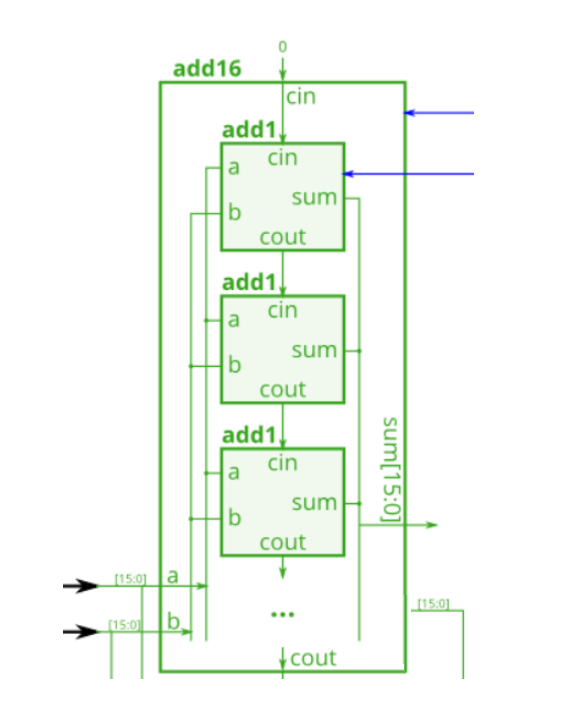 0
add16
cin
add1
cin
a
sum
b
cout
add1
cin
a
sum
b
cout
add1
cin
a
sum
b
cout
sum[15:0]
[15:0] a
...
[15:0]
[15:0] b
cout